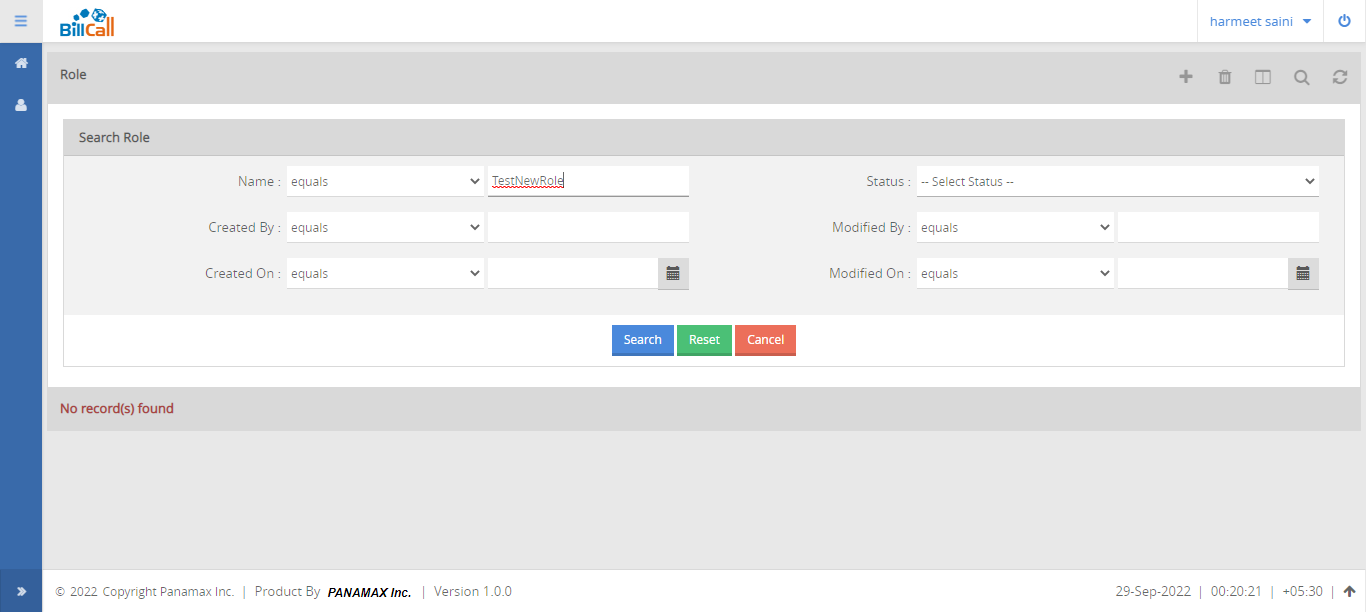 BillCall
harmeet saini
Role
Search Role
Name : equals TestNewRole Status : -- Select Status --
Created By : equals Modified By : equals
Created On : equals Modified On : equals
Search Reset Cancel
No record(s) found
© 2022 Copyright Panamax Inc. | Product By PANAMAX Inc. | Version 1.0.0 29-Sep-2022 | 00:20:21 | +05:30 |